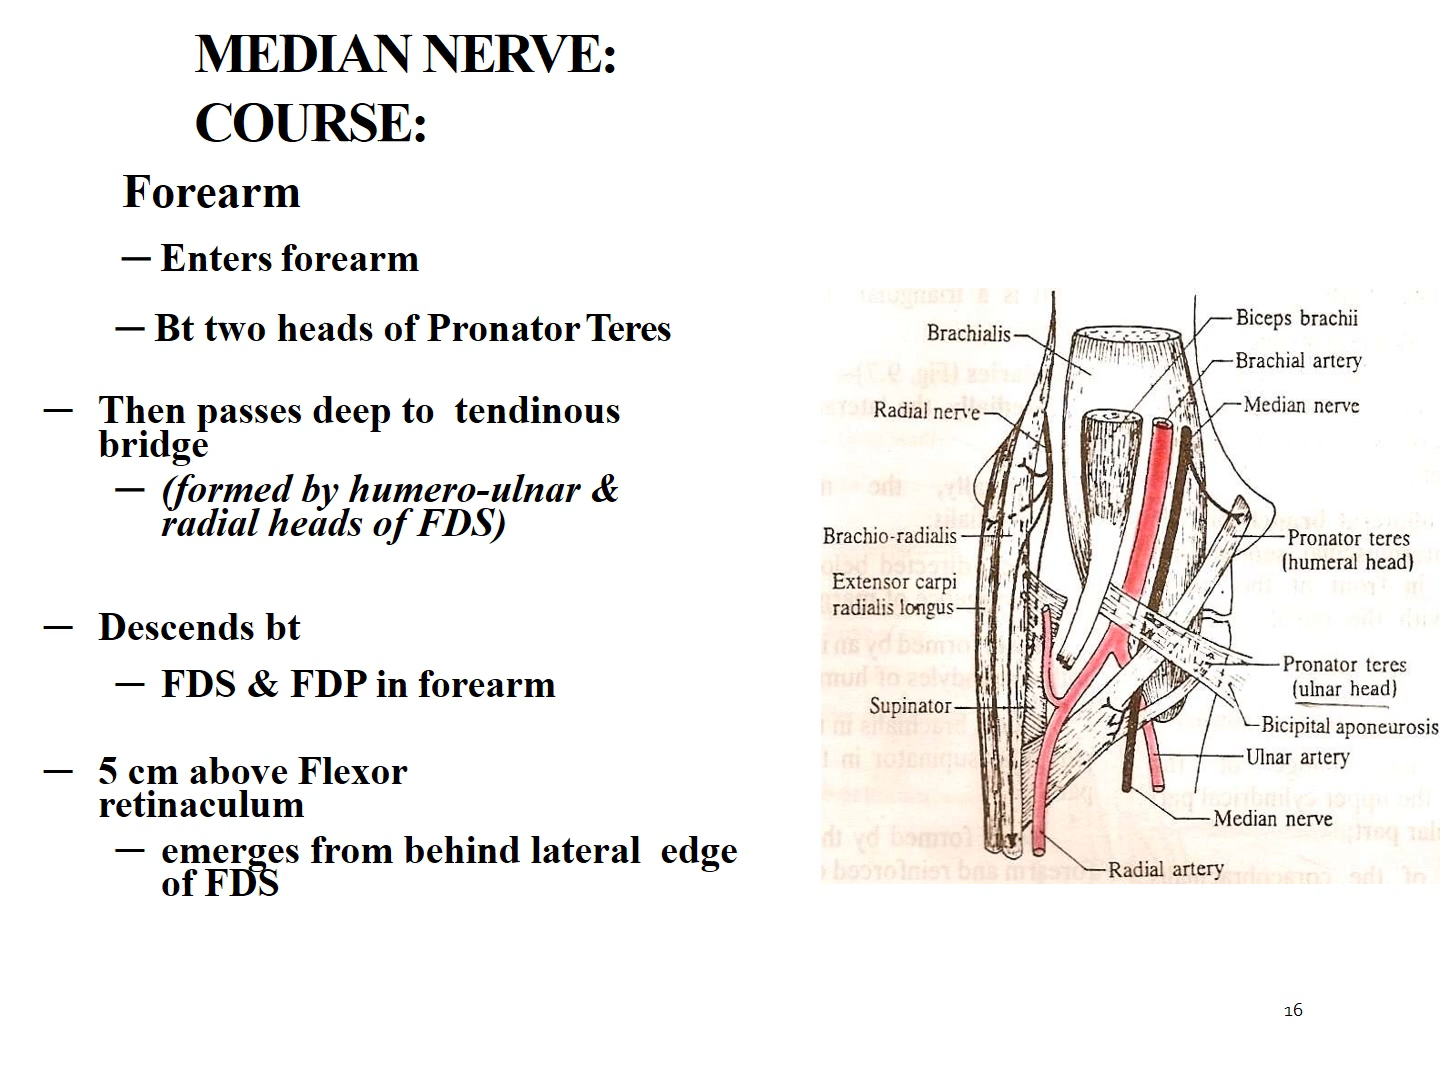 MEDIAN NERVE:
COURSE:
Forearm
– Enters forearm
– Bt two heads of Pronator Teres
– Then passes deep to tendinous
bridge
– (formed by humero-ulnar &
radial heads of FDS)
– Descends bt
– FDS & FDP in forearm
– 5 cm above Flexor
retinaculum
– emerges from behind lateral edge
of FDS
Brachialis
Radial nerve
Brachio-radialis
Extensor carpi
radialis longus
Supinator
Biceps brachii
Brachial artery
Median nerve
Pronator teres
(humeral head)
Pronator teres
(ulnar head)
Bicipital aponeurosis
Ulnar artery
Median nerve
Radial artery
16